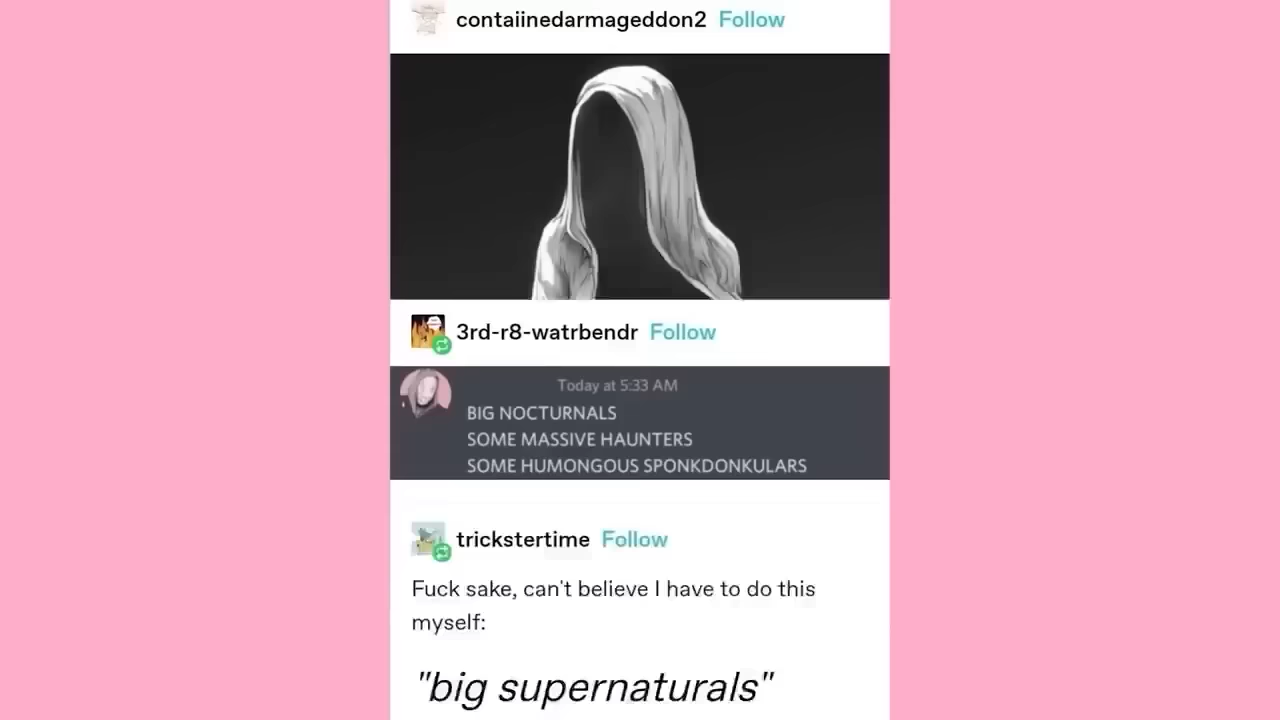 contaiinedarmageddon2 Follow
3rd-r8-watrbendr Follow
Today at 5:33 AM
BIG NOCTURNALS
SOME MASSIVE HAUNTERS
SOME HUMONGOUS SPONKDONKULARS
trickstertime Follow
Fuck sake, can't believe I have to do this
myself:
"big supernaturals"